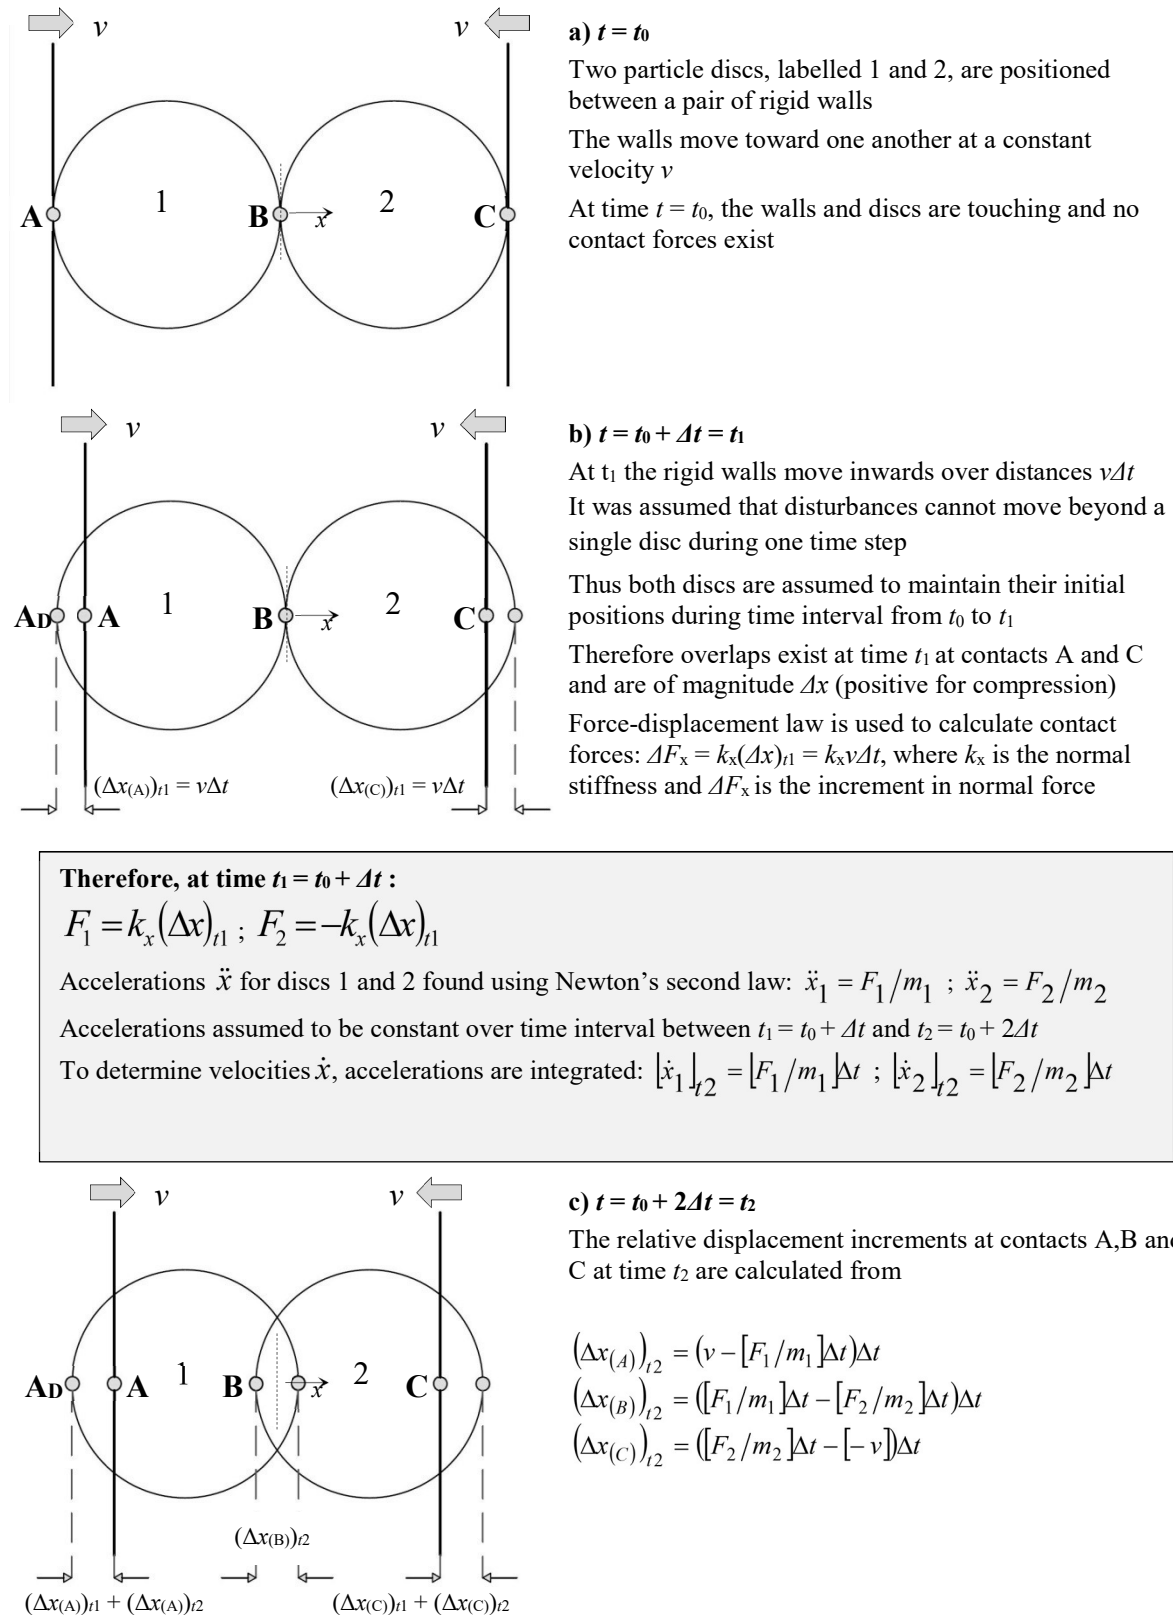 v v
a) t = t0
Two particle discs, labelled 1 and 2, are positioned
between a pair of rigid walls
The walls move toward one another at a constant
velocity v
At time t = t0, the walls and discs are touching and no
contact forces exist
A 1 B x 2 C
v v
b) t = t0 + Δt = t1
At t1 the rigid walls move inwards over distances vΔt
It was assumed that disturbances cannot move beyond a
single disc during one time step
Thus both discs are assumed to maintain their initial
positions during time interval from t0 to t1
Therefore overlaps exist at time t1 at contacts A and C
and are of magnitude Δx (positive for compression)
Force-displacement law is used to calculate contact
forces: ΔFx = kx(Δx)t1 = kxvΔt, where kx is the normal
stiffness and ΔFx is the increment in normal force
AD A 1 B x 2 C
(Δx(A))t1 = vΔt (Δx(C))t1 = vΔt
Therefore, at time t1 = t0 + Δt :
F1 = kx(Δx)t1 ; F2 = −kx(Δx)t1
Accelerations ẍ for discs 1 and 2 found using Newton’s second law: ẍ1 = F1/m1 ; ẍ2 = F2/m2
Accelerations assumed to be constant over time interval between t1 = t0 + Δt and t2 = t0 + 2Δt
To determine velocities ẋ, accelerations are integrated: ⌊ẋ1⌋t2 = ⌊F1/m1⌋Δt ; ⌊ẋ2⌋t2 = ⌊F2/m2⌋Δt
v v
c) t = t0 + 2Δt = t2
The relative displacement increments at contacts A,B and
C at time t2 are calculated from
(Δx(A))t2 = (v − [F1/m1]Δt)Δt
(Δx(B))t2 = ([F1/m1]Δt − [F2/m2]Δt)Δt
(Δx(C))t2 = ([F2/m2]Δt − [− v])Δt
AD A 1 B x 2 C
(Δx(B))t2
(Δx(A))t1 + (Δx(A))t2 (Δx(C))t1 + (Δx(C))t2